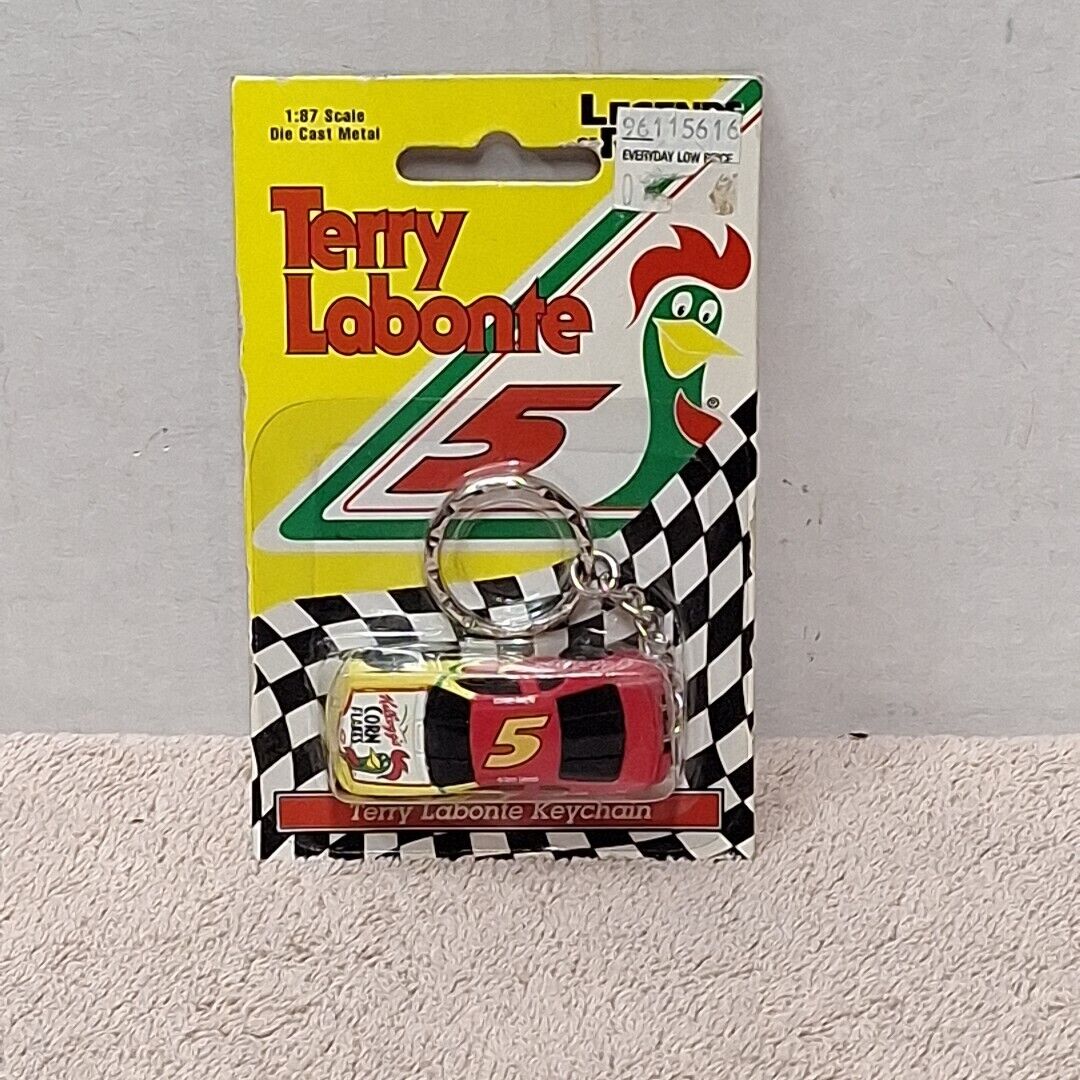 1:87 Scale
Die Cast Metal
96115616
EVERYDAY LOW PRICE
Terry
Labonte
5
®
Kellogg's
CORN
FLAKES
5
Terry Labonte Keychain